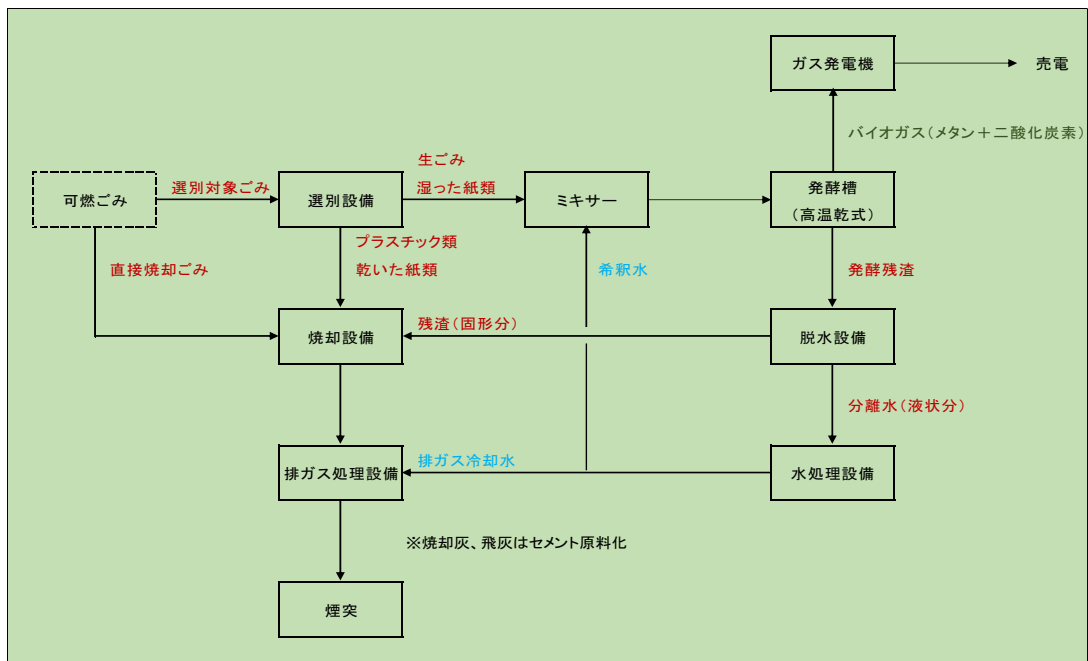 ガス発電機
売電
バイオガス(メタン+二酸化炭素)
可燃ごみ
選別対象ごみ
選別設備
生ごみ
湿った紙類
ミキサー
発酵槽
(高温乾式)
直接焼却ごみ
プラスチック類
乾いた紙類
希釈水
発酵残渣
焼却設備
残渣(固形分)
脱水設備
分離水(液状分)
排ガス処理設備
排ガス冷却水
水処理設備
※焼却灰、飛灰はセメント原料化
煙突